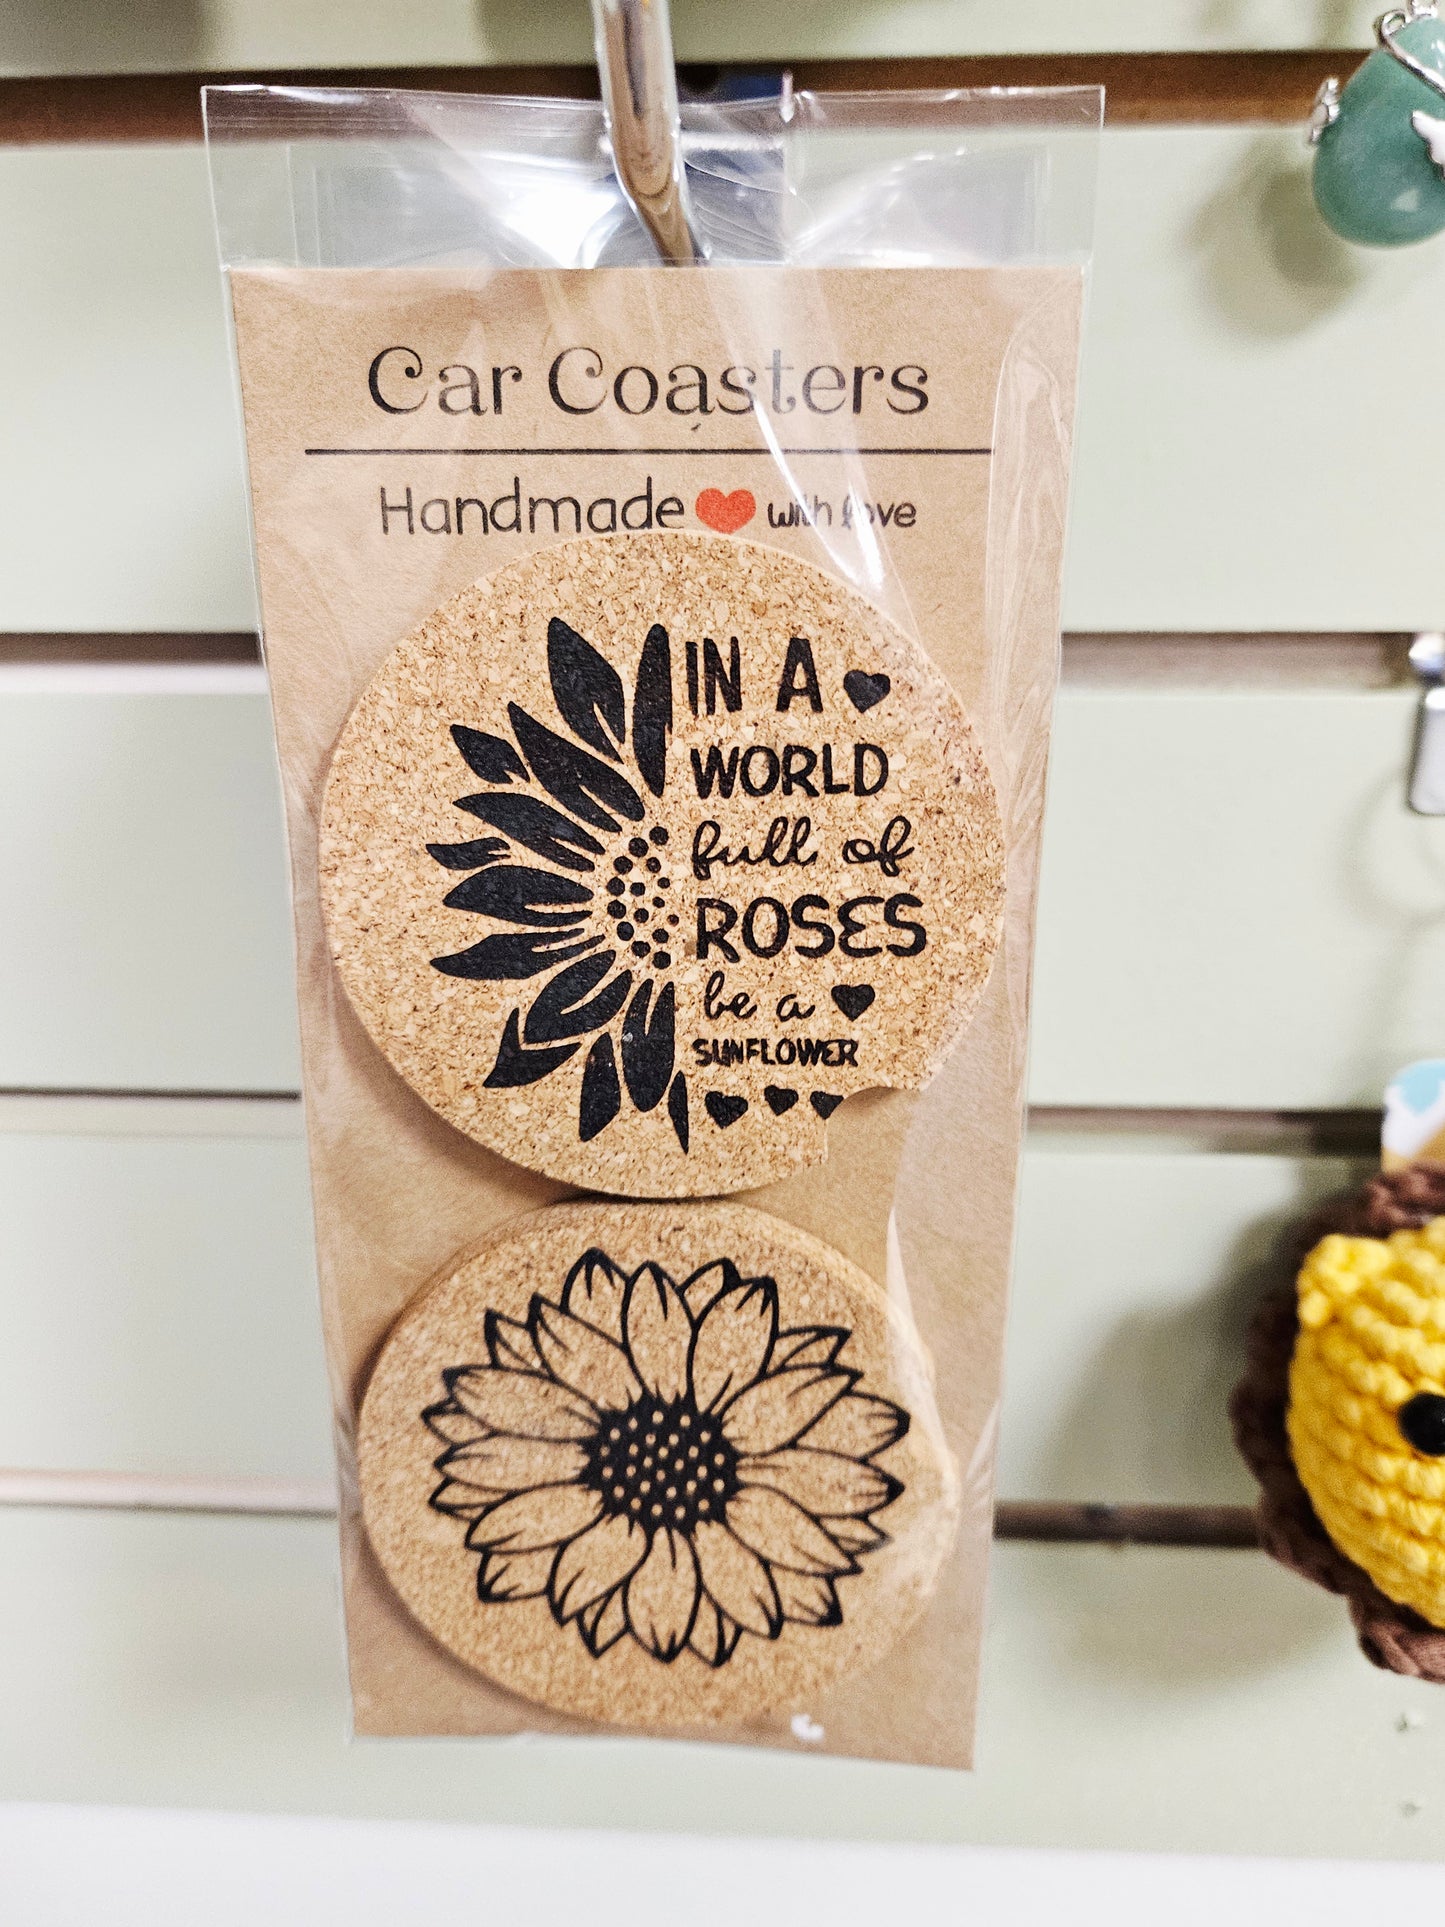 Car Coasters
Handmade with love
IN A
WORLD
full of
ROSES
be a
SUNFLOWER